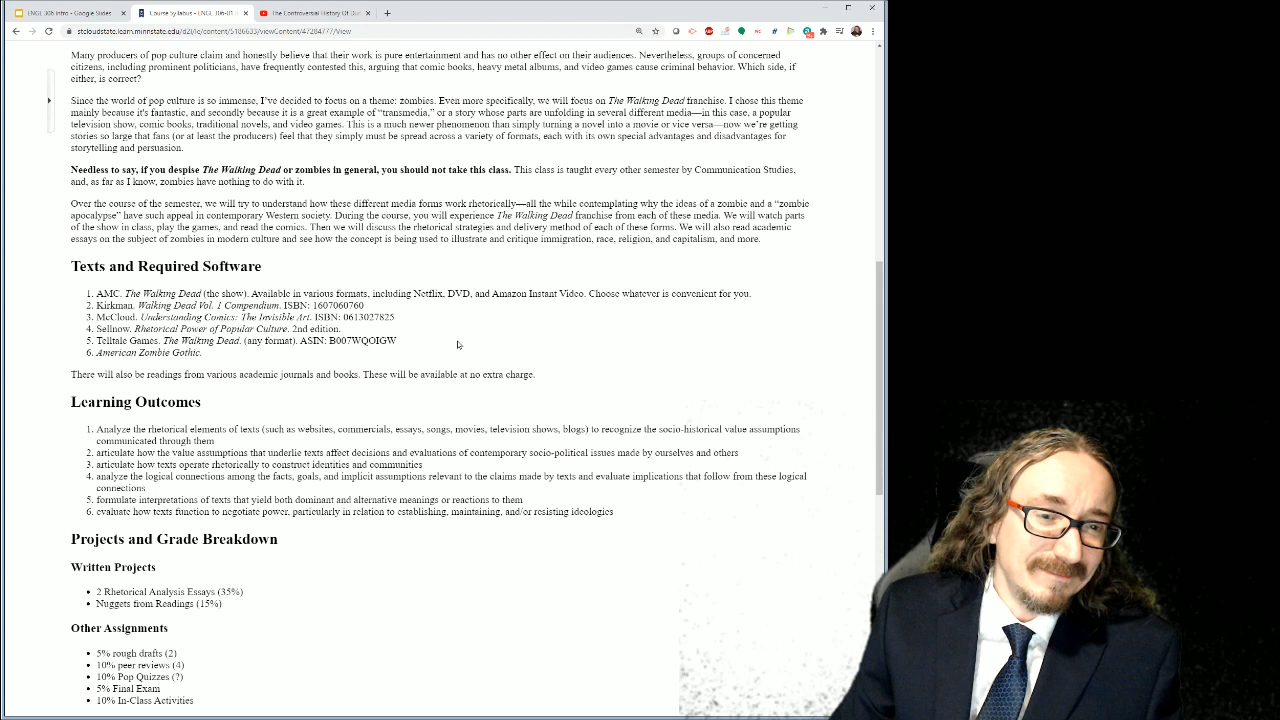 ENGL 306 Intro - Google Slides
Course Syllabus - ENGL 306-01
The Controversial History Of Dun
stcloudstate.learn.minnstate.edu/d2l/le/content/5186633/viewContent/47284777/View
Many producers of pop culture claim and honestly believe that their work is pure entertainment and has no other effect on their audiences. Nevertheless, groups of concerned
citizens, including prominent politicians, have frequently contested this, arguing that comic books, heavy metal albums, and video games cause criminal behavior. Which side, if
either, is correct?
Since the world of pop culture is so immense, I've decided to focus on a theme: zombies. Even more specifically, we will focus on The Walking Dead franchise. I chose this theme
mainly because it's fantastic, and secondly because it is a great example of “transmedia,” or a story whose parts are unfolding in several different media—in this case, a popular
television show, comic books, traditional novels, and video games. This is a much newer phenomenon than simply turning a novel into a movie or vice versa—now we're getting
stories so large that fans (or at least the producers) feel that they simply must be spread across a variety of formats, each with its own special advantages and disadvantages for
storytelling and persuasion.
Needless to say, if you despise The Walking Dead or zombies in general, you should not take this class. This class is taught every other semester by Communication Studies,
and, as far as I know, zombies have nothing to do with it.
Over the course of the semester, we will try to understand how these different media forms work rhetorically—all the while contemplating why the ideas of a zombie and a “zombie
apocalypse” have such appeal in contemporary Western society. During the course, you will experience The Walking Dead franchise from each of these media. We will watch parts
of the show in class, play the games, and read the comics. Then we will discuss the rhetorical strategies and delivery method of each of these forms. We will also read academic
essays on the subject of zombies in modern culture and see how the concept is being used to illustrate and critique immigration, race, religion, and capitalism, and more.
Texts and Required Software
1. AMC. The Walking Dead (the show). Available in various formats, including Netflix, DVD, and Amazon Instant Video. Choose whatever is convenient for you.
2. Kirkman. Walking Dead Vol. 1 Compendium. ISBN: 1607060760
3. McCloud. Understanding Comics: The Invisible Art. ISBN: 0613027825
4. Sellnow. Rhetorical Power of Popular Culture. 2nd edition.
5. Telltale Games. The Walking Dead. (any format). ASIN: B007WQOIGW
6. American Zombie Gothic.
There will also be readings from various academic journals and books. These will be available at no extra charge.
Learning Outcomes
1. Analyze the rhetorical elements of texts (such as websites, commercials, essays, songs, movies, television shows, blogs) to recognize the socio-historical value assumptions
communicated through them
2. articulate how the value assumptions that underlie texts affect decisions and evaluations of contemporary socio-political issues made by ourselves and others
3. articulate how texts operate rhetorically to construct identities and communities
4. analyze the logical connections among the facts, goals, and implicit assumptions relevant to the claims made by texts and evaluate implications that follow from these logical
connections
5. formulate interpretations of texts that yield both dominant and alternative meanings or reactions to them
6. evaluate how texts function to negotiate power, particularly in relation to establishing, maintaining, and/or resisting ideologies
Projects and Grade Breakdown
Written Projects
• 2 Rhetorical Analysis Essays (35%)
• Nuggets from Readings (15%)
Other Assignments
• 5% rough drafts (2)
• 10% peer reviews (4)
• 10% Pop Quizzes (?)
• 5% Final Exam
• 10% In-Class Activities